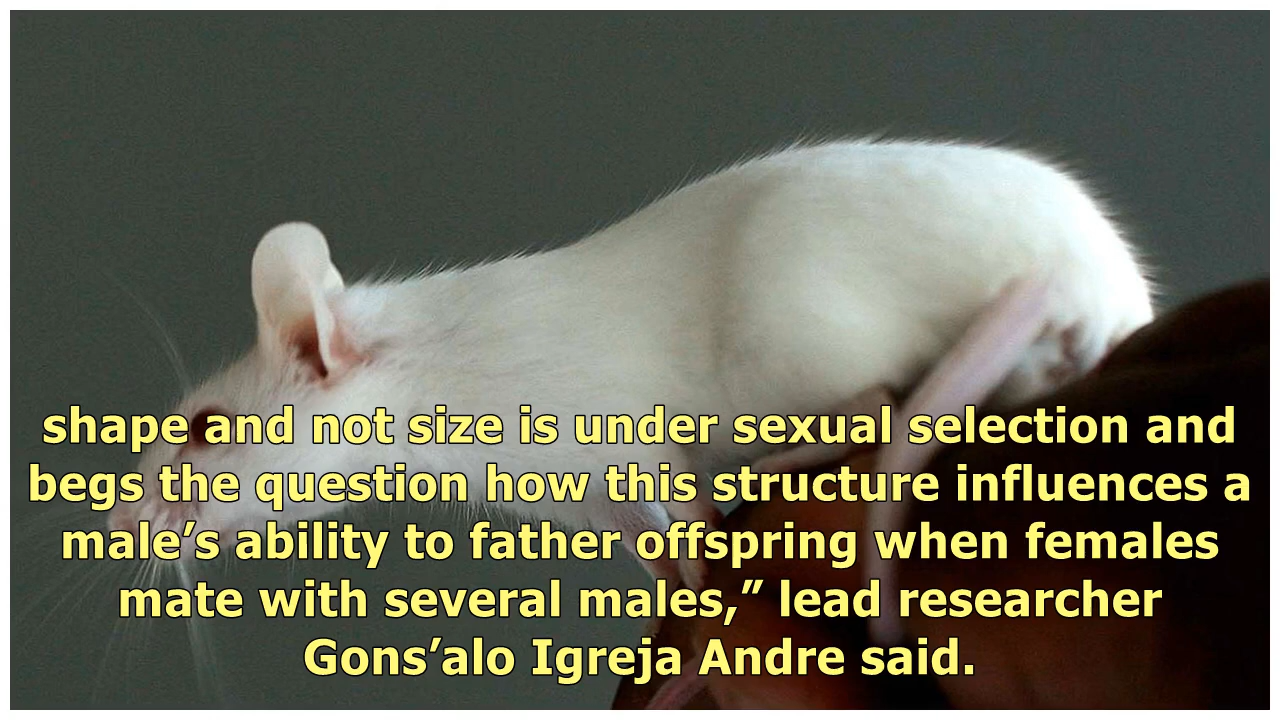 shape and not size is under sexual selection and
begs the question how this structure influences a
male’s ability to father offspring when females
mate with several males,” lead researcher
Gons’alo Igreja Andre said.